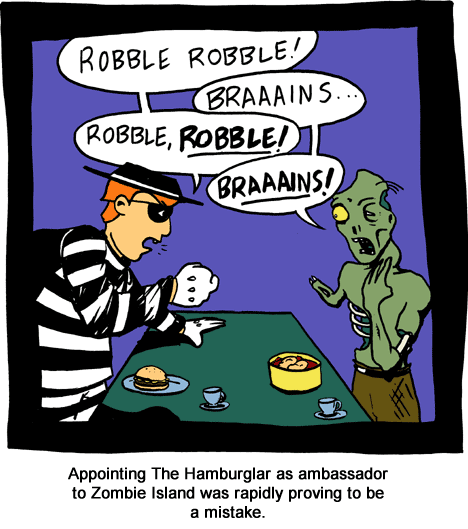 ROBBLE ROBBLE!
BRAAAINS...
ROBBLE, ROBBLE!
BRAAAINS!
Appointing The Hamburglar as ambassador
to Zombie Island was rapidly proving to be
a mistake.